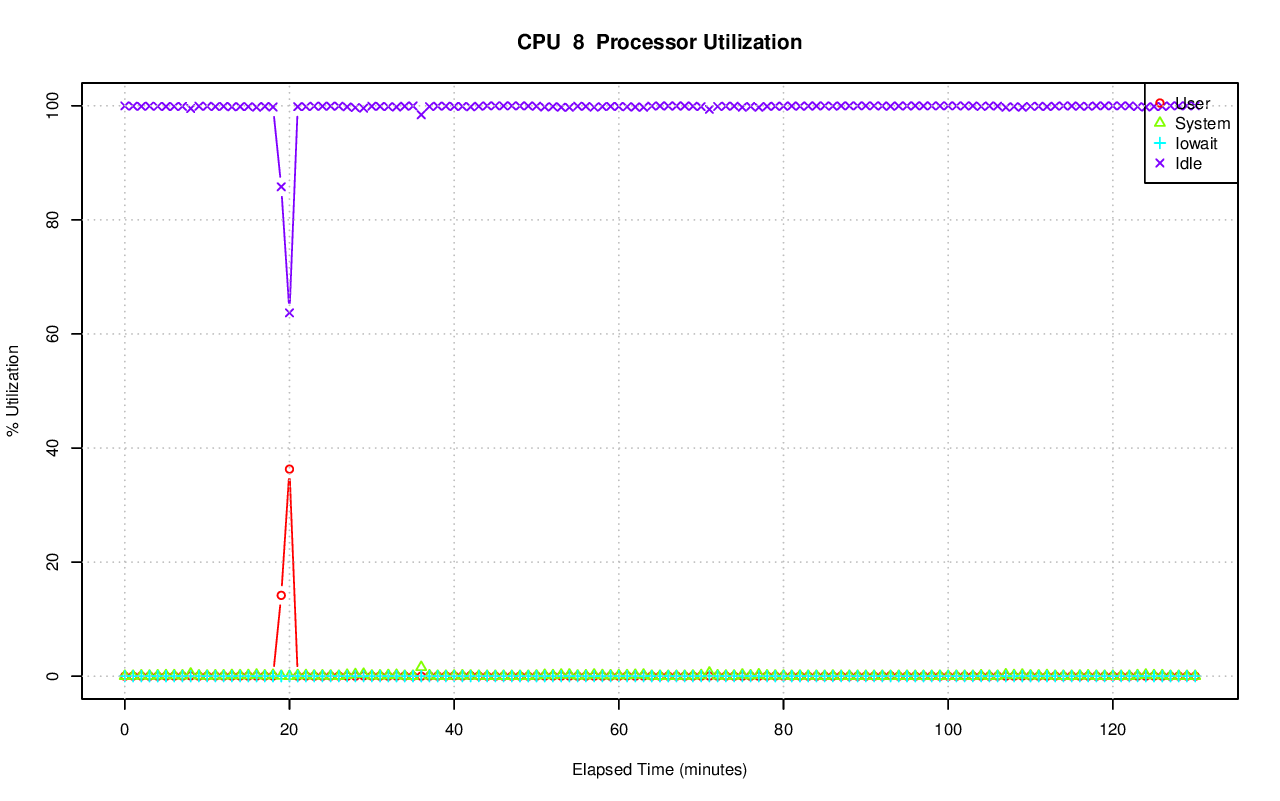 CPU 8 Processor Utilization
% Utilization
100
80
60
40
20
0
User
System
Iowait
Idle
0 20 40 60 80 100 120
Elapsed Time (minutes)